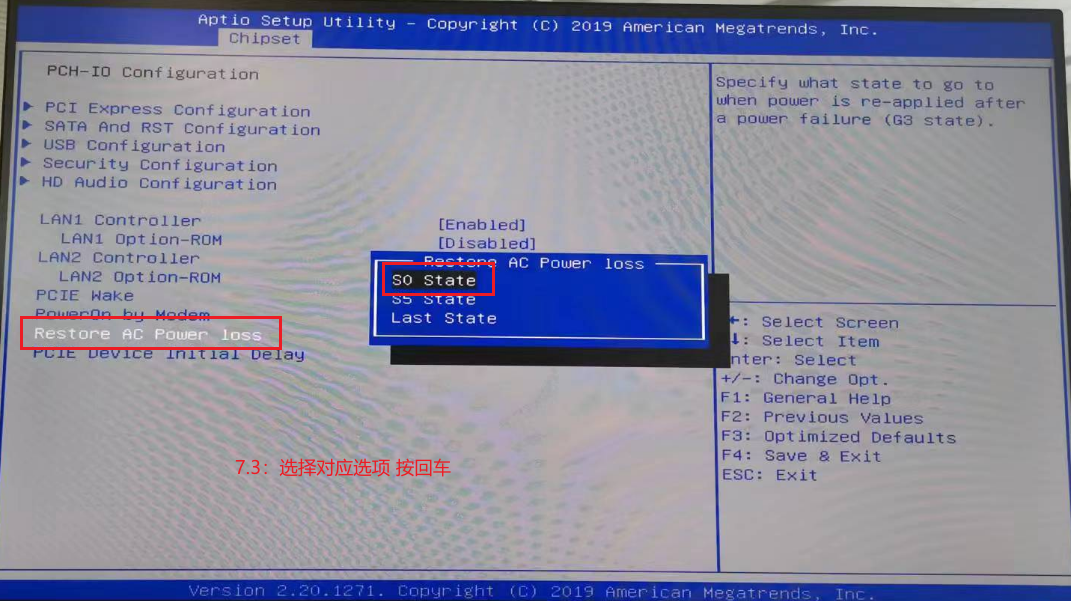 Aptio Setup Utility – Copyright (C) 2019 American Megatrends, Inc.
Chipset
PCH-IO Configuration
PCI Express Configuration
SATA And RST Configuration
USB Configuration
Security Configuration
HD Audio Configuration
LAN1 Controller [Enabled]
LAN1 Option-ROM [Disabled]
LAN2 Controller
LAN2 Option-ROM
PCIE Wake
PowerOn by Modem
Restore AC Power loss
PCIE Device Initial Delay
Restore AC Power loss
S0 State
S5 State
Last State
Specify what state to go to
when power is re-applied after
a power failure (G3 state).
←: Select Screen
↓: Select Item
nter: Select
+/-: Change Opt.
F1: General Help
F2: Previous Values
F3: Optimized Defaults
F4: Save & Exit
ESC: Exit
7.3：选择对应选项 按回车
Version 2.20.1271. Copyright (C) 2019 American Megatrends, Inc.